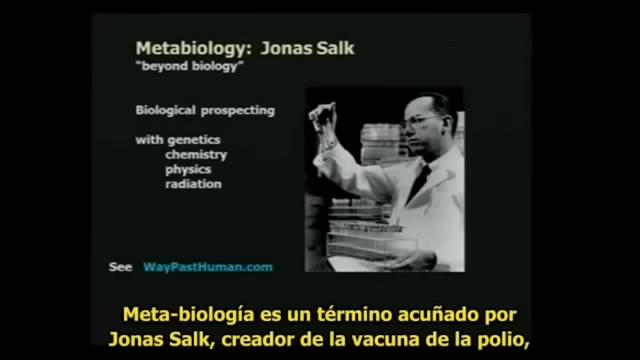 Metabiology: Jonas Salk
"beyond biology"
Biological prospecting
with genetics
chemistry
physics
radiation
See WayPastHuman.com
Meta-biología es un término acuñado por
Jonas Salk, creador de la vacuna de la polio,